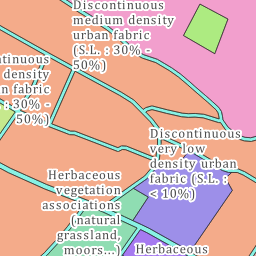 Discontinuous
medium density
urban fabric
(S.L. : 30% -
50%)
tinuous
density
n fabric
: 30% -
50%)
Discontinuous
very low
density urban
fabric (S.L. :
< 10%)
Herbaceous
vegetation
associations
(natural
grassland,
moors...)
Herbaceous